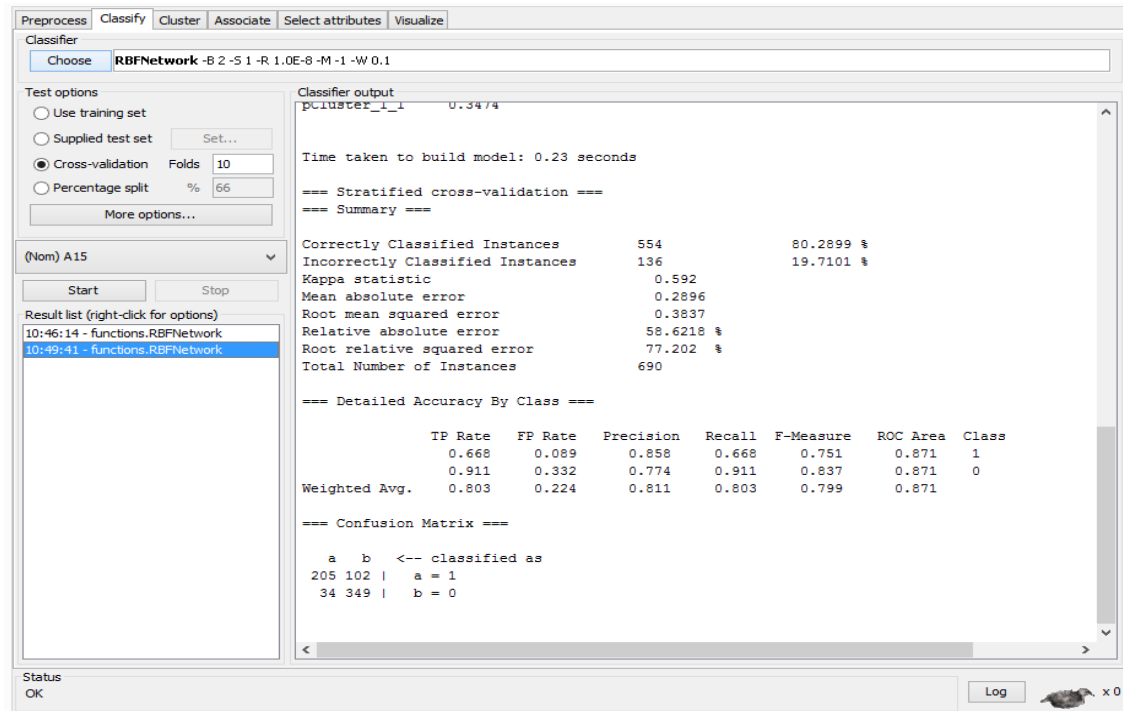 Preprocess Classify Cluster Associate Select attributes Visualize
Classifier
Choose RBFNetwork -B 2 -S 1 -R 1.0E-8 -M -1 -W 0.1
Test options
Use training set
Supplied test set Set...
Cross-validation Folds 10
Percentage split % 66
More options...
(Nom) A15
Start Stop
Result list (right-click for options)
10:46:14 - functions.RBFNetwork
10:49:41 - functions.RBFNetwork
Classifier output
pCluster_1_1 0.3474
Time taken to build model: 0.23 seconds
=== Stratified cross-validation ===
=== Summary ===
Correctly Classified Instances 554 80.2899 %
Incorrectly Classified Instances 136 19.7101 %
Kappa statistic 0.592
Mean absolute error 0.2896
Root mean squared error 0.3837
Relative absolute error 58.6218 %
Root relative squared error 77.202 %
Total Number of Instances 690
=== Detailed Accuracy By Class ===
TP Rate FP Rate Precision Recall F-Measure ROC Area Class
0.668 0.089 0.858 0.668 0.751 0.871 1
0.911 0.332 0.774 0.911 0.837 0.871 0
Weighted Avg. 0.803 0.224 0.811 0.803 0.799 0.871
=== Confusion Matrix ===
a b <-- classified as
205 102 | a = 1
34 349 | b = 0
Status
OK
Log x 0